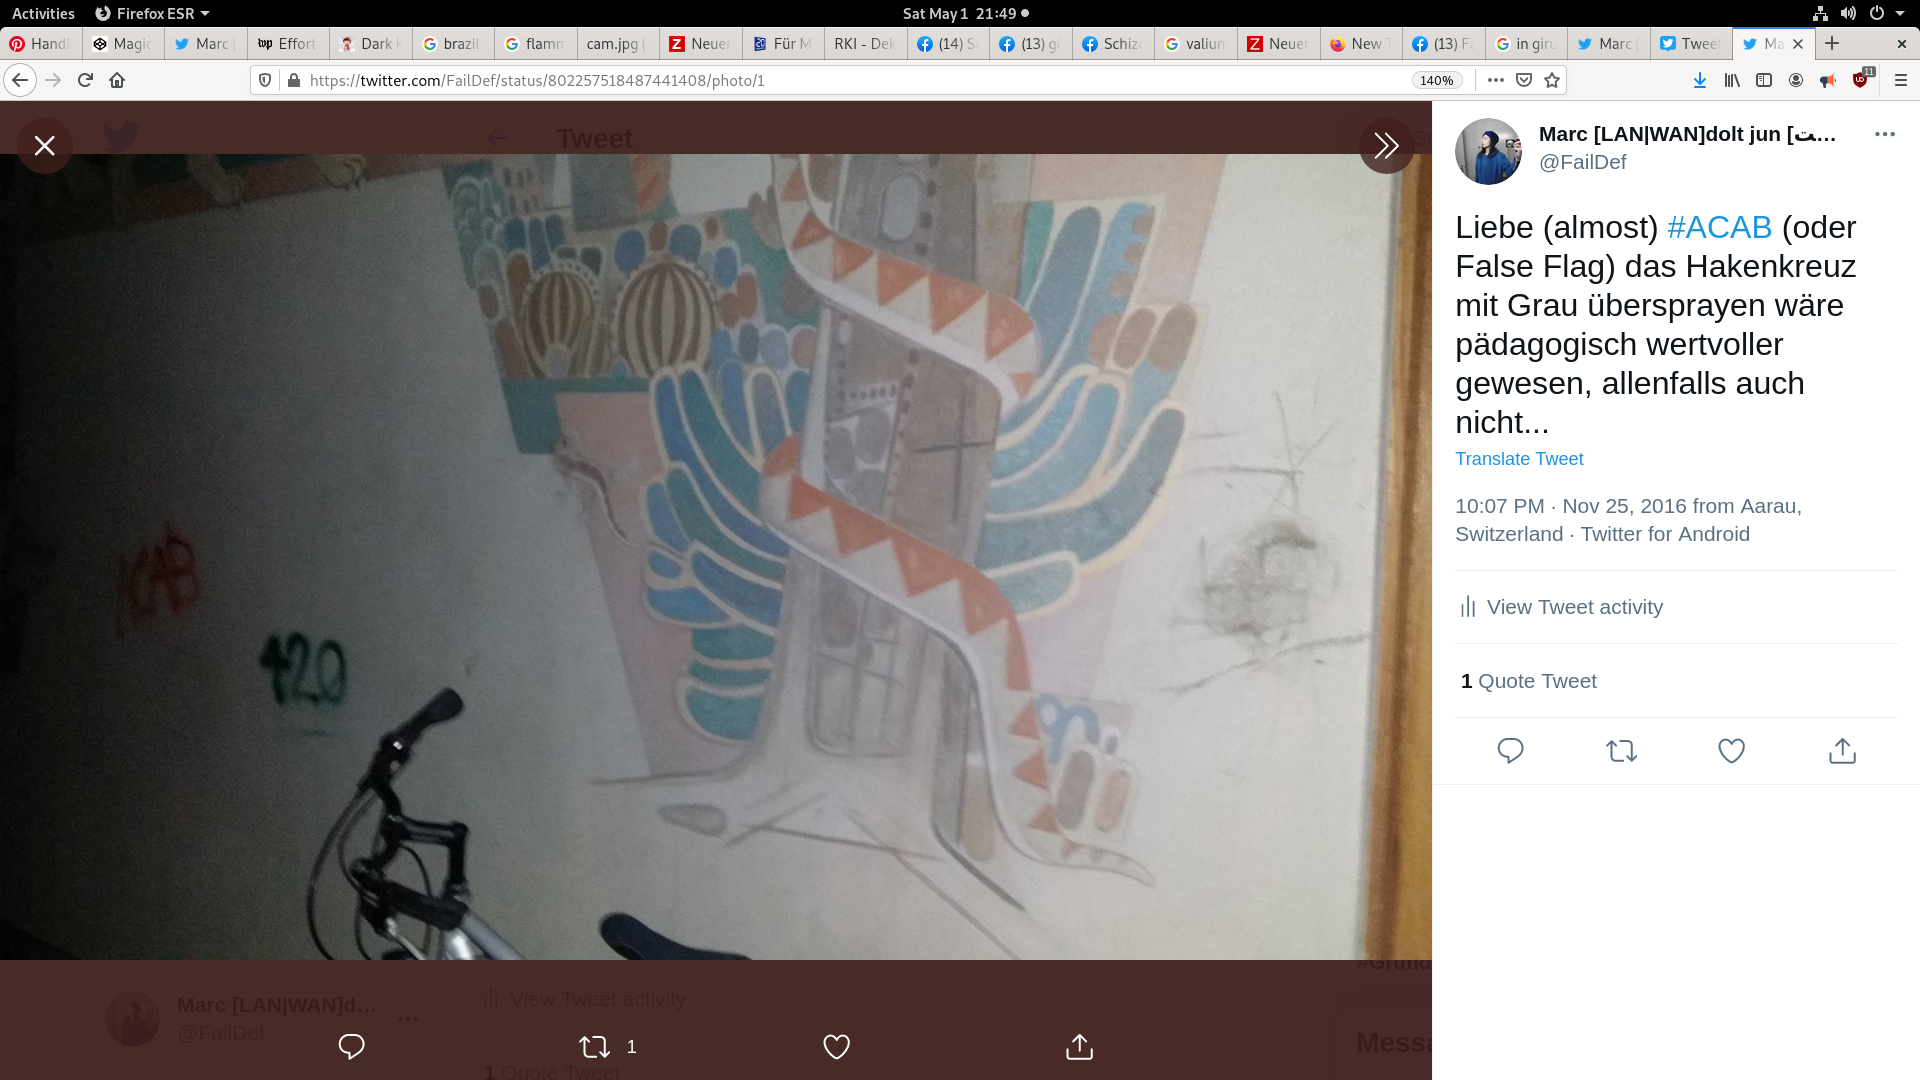 Activities
Firefox ESR
Sat May 1 21:49
Magic
Marc
Effort
Dark
brazil
flamm
cam.jpg
Neuer
Für M
RKI - Dek
(14)
(13)
Schizo
valium
Neuer
New T
(13)
in giru
Marc
Tweet
Ma
https://twitter.com/FailDef/status/802257518487441408/photo/1
140%
11
Tweet
Marc [LAN|WAN]dolt jun
@FailDef
Liebe (almost) #ACAB (oder
False Flag) das Hakenkreuz
mit Grau übersprayen wäre
pädagogisch wertvoller
gewesen, allenfalls auch
nicht...
Translate Tweet
10:07 PM · Nov 25, 2016 from Aarau,
Switzerland · Twitter for Android
View Tweet activity
1 Quote Tweet
ACAB
420
Marc [LAN|WAN]d...
@FailDef
View Tweet activity
1
1 Quote Tweet